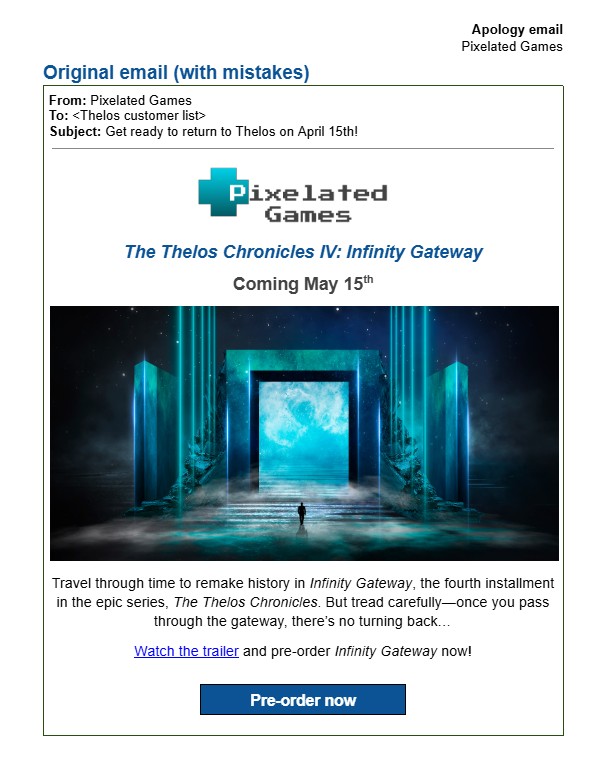 Apology email
Pixelated Games
Original email (with mistakes)
From: Pixelated Games
To: <Thelos customer list>
Subject: Get ready to return to Thelos on April 15th!
Pixelated
Games
The Thelos Chronicles IV: Infinity Gateway
Coming May 15th
Travel through time to remake history in Infinity Gateway, the fourth installment
in the epic series, The Thelos Chronicles. But tread carefully—once you pass
through the gateway, there’s no turning back…
Watch the trailer and pre-order Infinity Gateway now!
Pre-order now